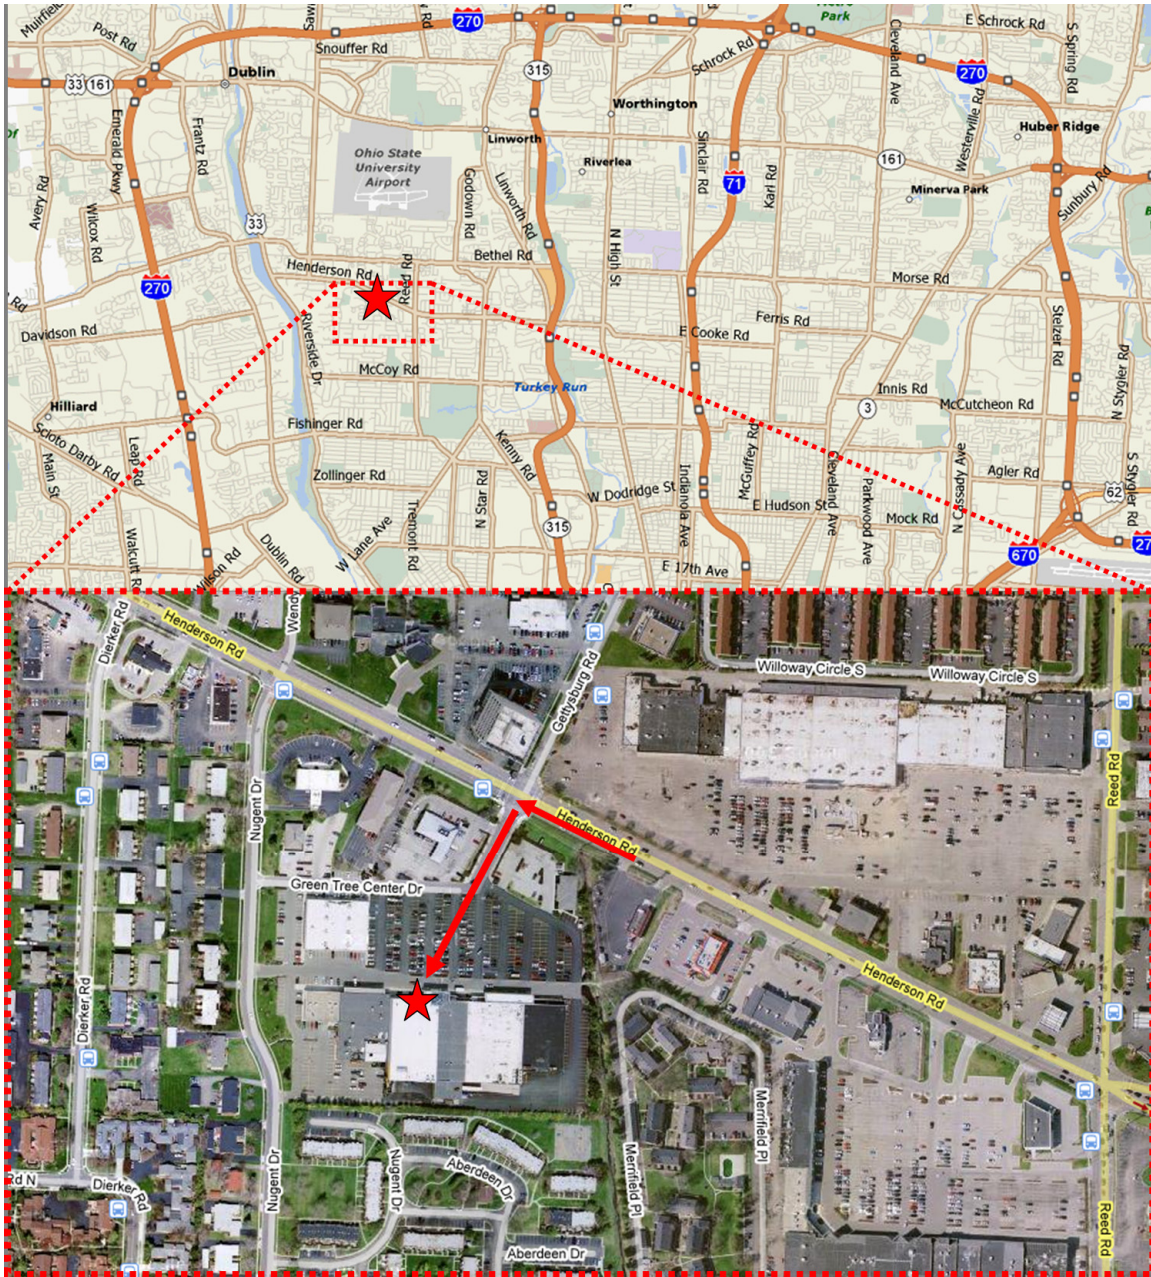 Post Rd
270
Snouffer Rd
Park
E Schrock Rd
Cleveland Ave
S Spring Rd
33
161
Dublin
315
Schrock Rd
270
Worthington
Westerville Rd
Huber Ridge
Emerald Pkwy
Frantz Rd
Linworth
Ohio State
University
Airport
Riverlea
Sinclair Rd
161
Karl Rd
71
Minerva Park
Sunbury Rd
Avery Rd
Wilcox Rd
Godown Rd
Linworth Rd
33
N High St
Bethel Rd
Henderson Rd
Reed Rd
270
Morse Rd
Rd
Davidson Rd
Riverside Dr
Ferris Rd
E Cooke Rd
Stelzer Rd
McCoy Rd
Turkey Run
Innis Rd
N Stygler Rd
Hilliard
3
McCutcheon Rd
Fishinger Rd
Scioto Darby Rd
Leap Rd
Kenny Rd
McGuffey Rd
Cleveland Ave
Main St
Zollinger Rd
N Star Rd
Indianola Ave
Parkwood Ave
N Cassady Ave
Agler Rd
S Stygler Rd
W Dodridge St
E Hudson St
62
Mock Rd
Tremont Rd
315
W Lane Ave
Walcutt Rd
Wilson Rd
Dublin Rd
670
27
E 17th Ave
Dierker Rd
Henderson Rd
Wendy
Gettysburg Rd
Willoway Circle S
Willoway Circle S
Nugent Dr
Reed Rd
Henderson Rd
Green Tree Center Dr
Dierker Rd
Henderson Rd
Merrifield Pl
Merrifield Pl
Nugent Dr
Nugent Dr
Aberdeen Dr
Rd N
Dierker Rd
Reed Rd
Aberdeen Dr